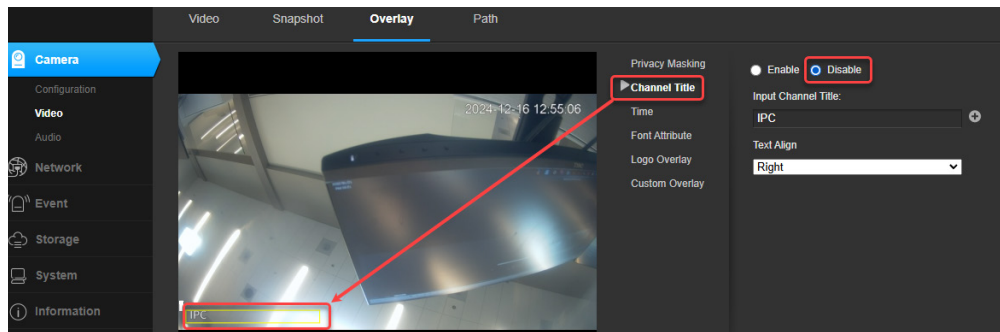 Video Snapshot Overlay Path
Camera
Configuration
Video
Audio
Network
Event
Storage
System
Information
2024-12-16 12:55:06
IPC
Privacy Masking
Channel Title
Time
Font Attribute
Logo Overlay
Custom Overlay
Enable Disable
Input Channel Title:
IPC
Text Align
Right